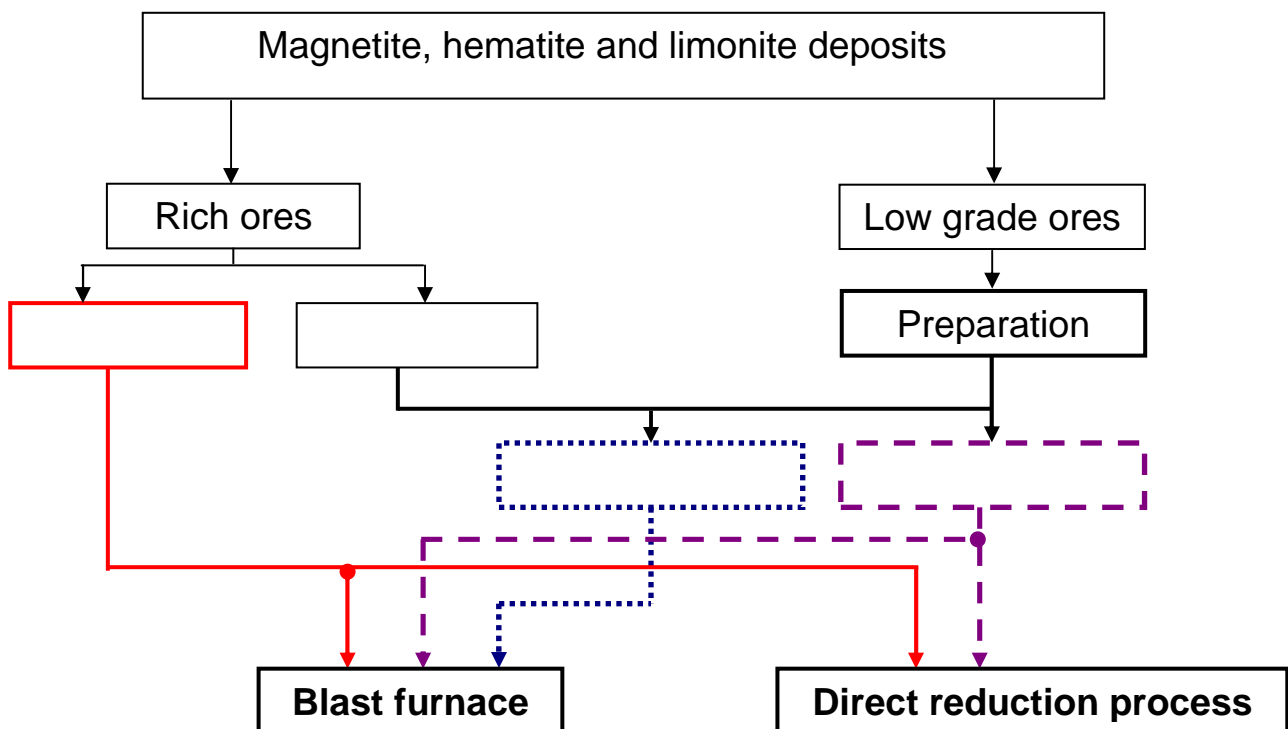 Magnetite, hematite and limonite deposits
Rich ores
Low grade ores
Preparation
Blast furnace
Direct reduction process